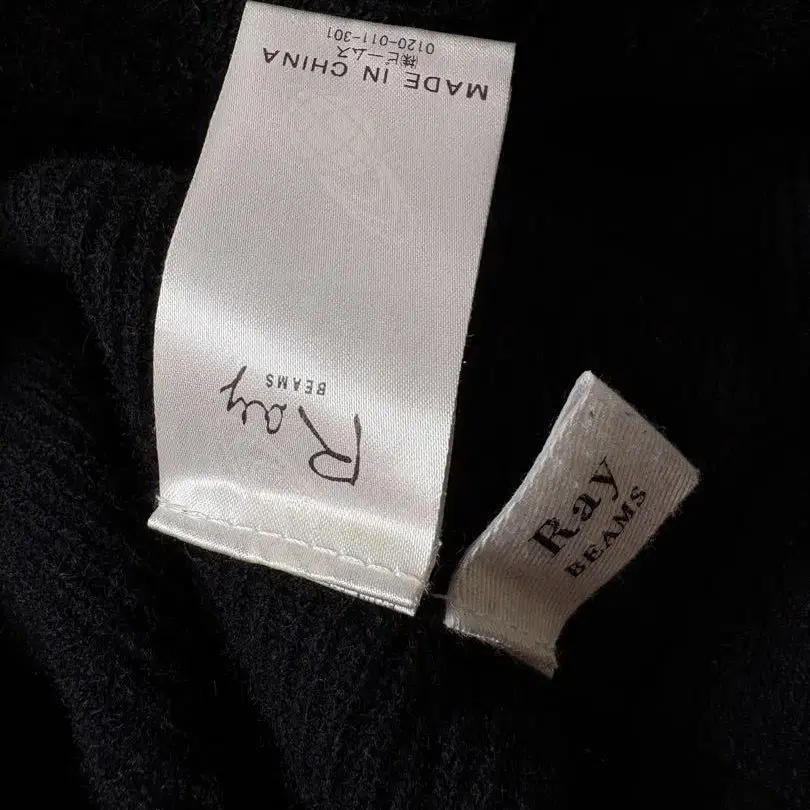 Ray
BEAMS
MADE IN CHINA
㈱ビームス
0120-011-301
Ray
BEAMS